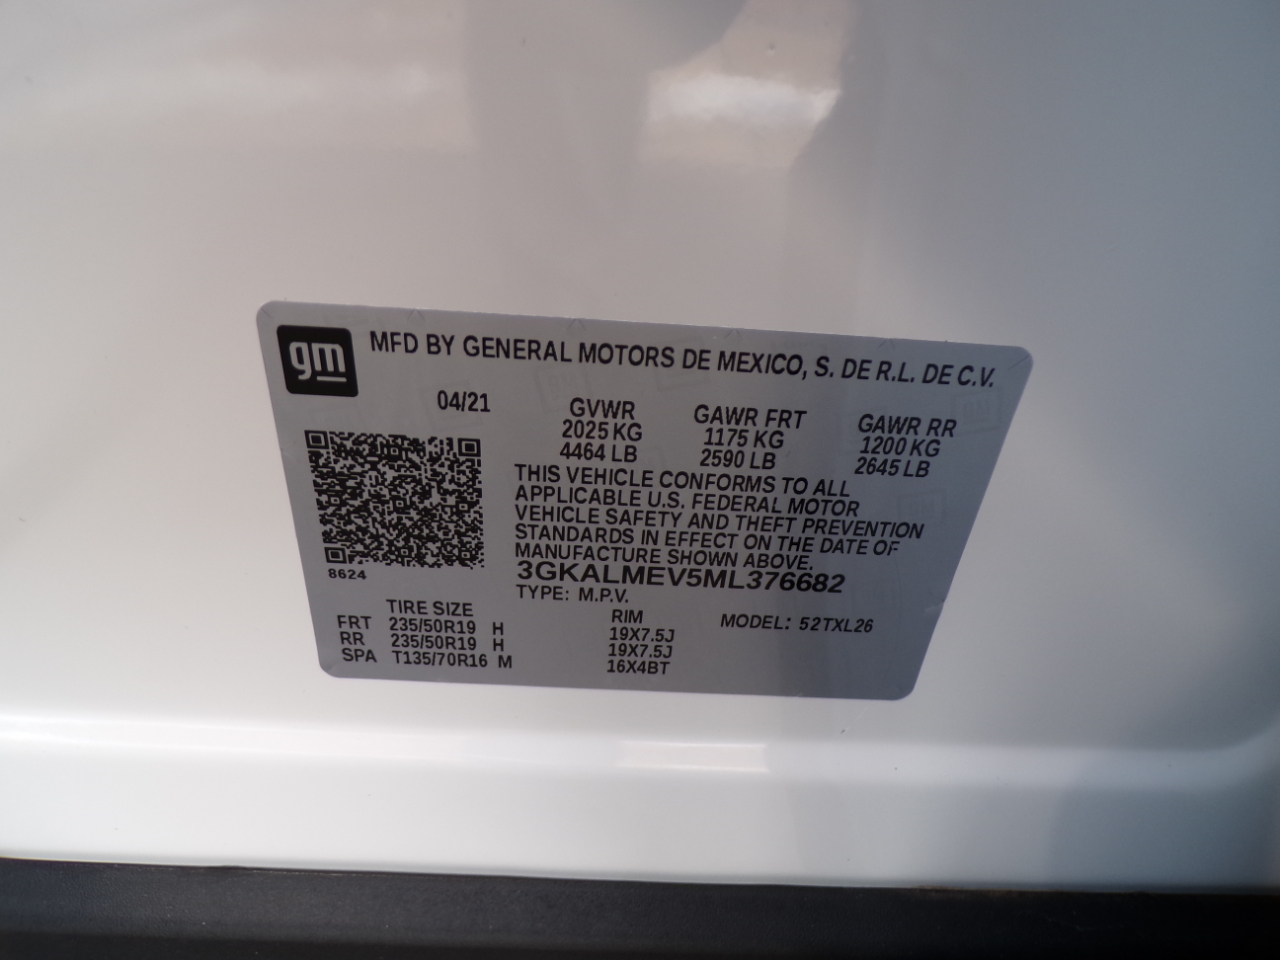 gm
MFD BY GENERAL MOTORS DE MEXICO, S. DE R.L. DE C.V.
04/21
GVWR
2025 KG
4464 LB
GAWR FRT
1175 KG
2590 LB
GAWR RR
1200 KG
2645 LB
THIS VEHICLE CONFORMS TO ALL
APPLICABLE U.S. FEDERAL MOTOR
VEHICLE SAFETY AND THEFT PREVENTION
STANDARDS IN EFFECT ON THE DATE OF
MANUFACTURE SHOWN ABOVE.
3GKALMEV5ML376682
TYPE: M.P.V.
8624
TIRE SIZE RIM MODEL: 52TXL26
FRT 235/50R19 H 19X7.5J
RR 235/50R19 H 19X7.5J
SPA T135/70R16 M 16X4BT